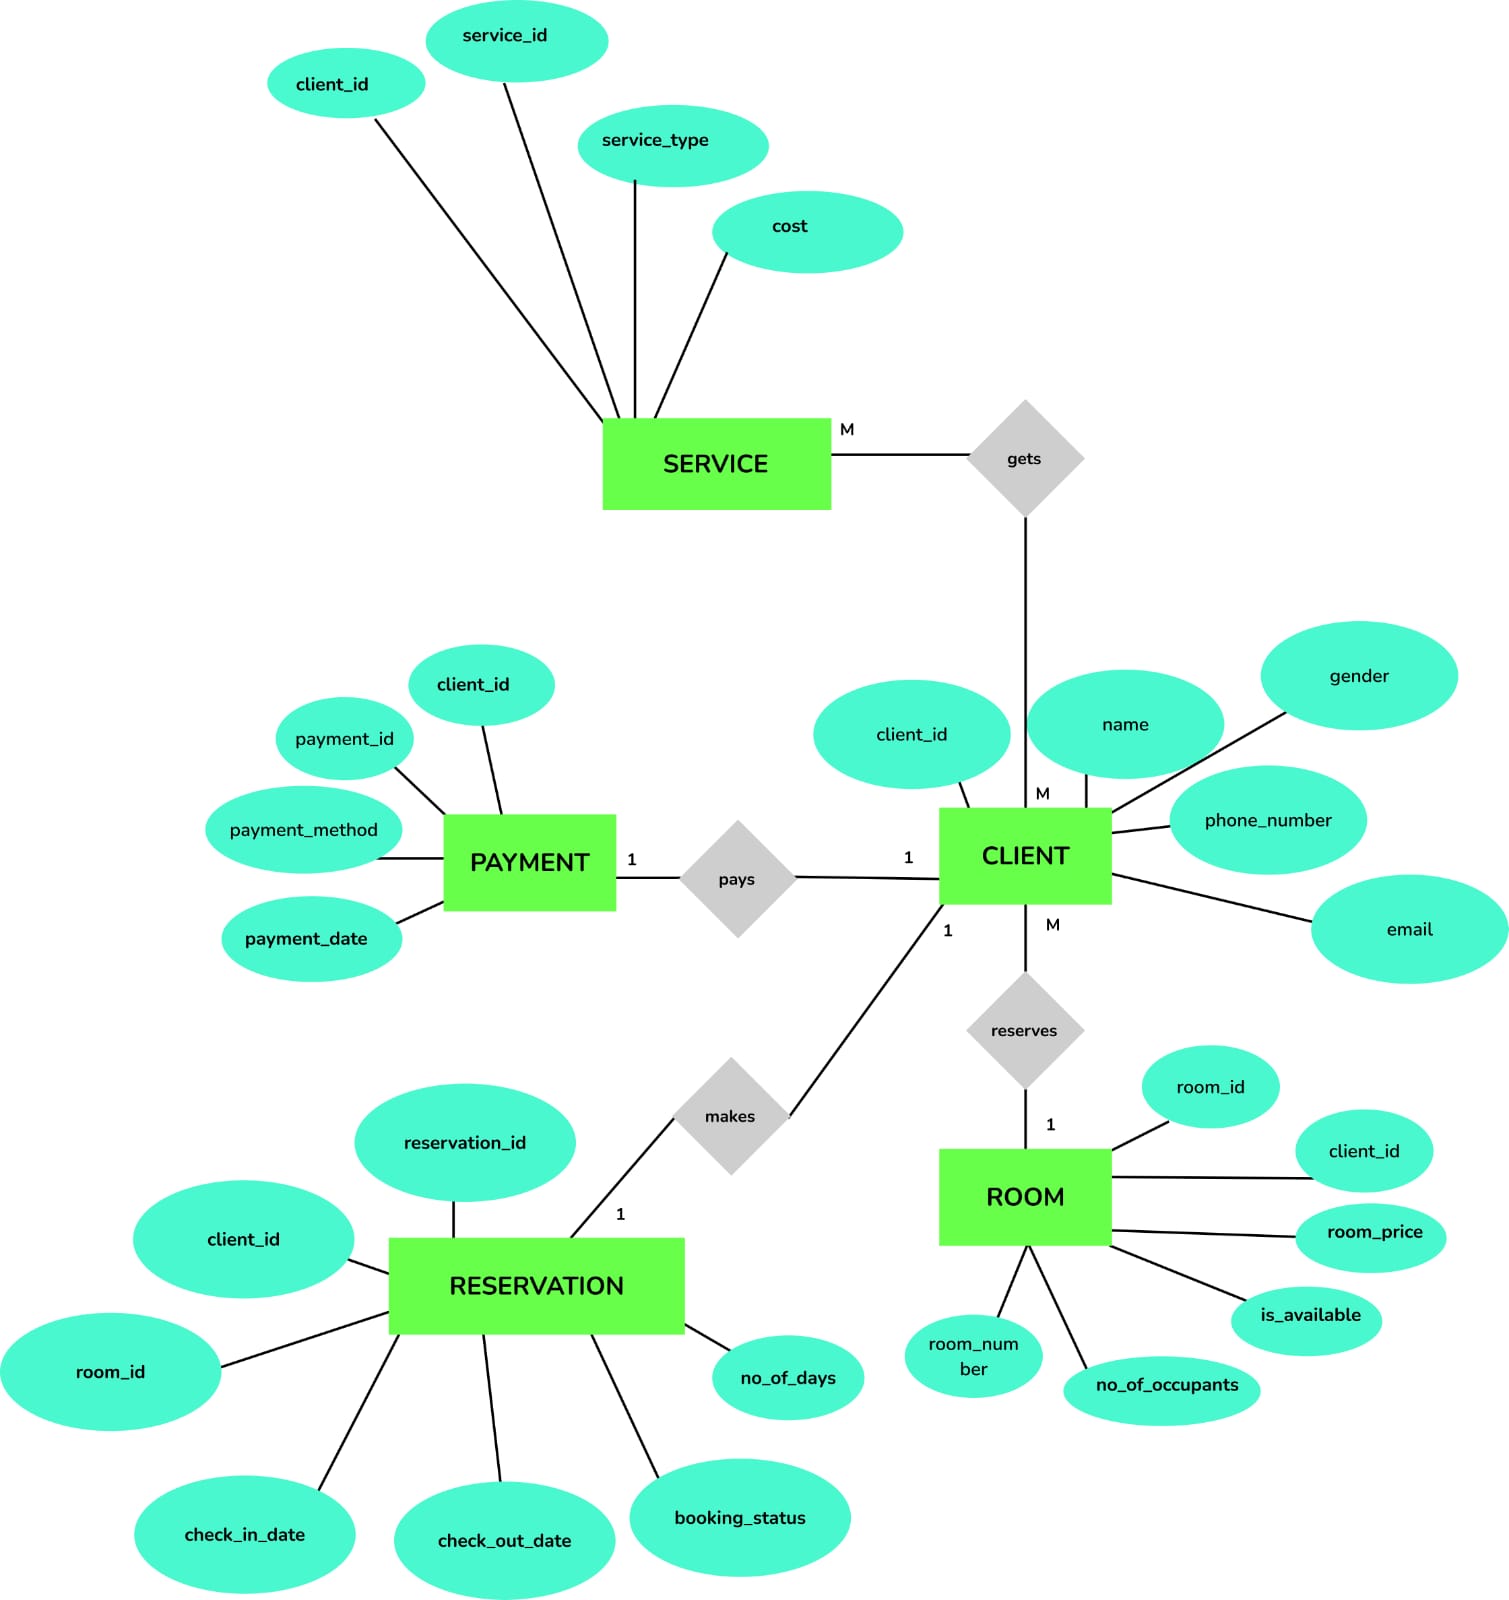 service_id
client_id
service_type
cost
M
SERVICE
gets
gender
client_id
name
client_id
payment_id
M
phone_number
payment_method
1
1
CLIENT
PAYMENT
pays
payment_date
1
M
email
reserves
room_id
makes
1
reservation_id
client_id
ROOM
1
client_id
room_price
RESERVATION
is_available
room_num
ber
room_id
no_of_days
no_of_occupants
booking_status
check_in_date
check_out_date